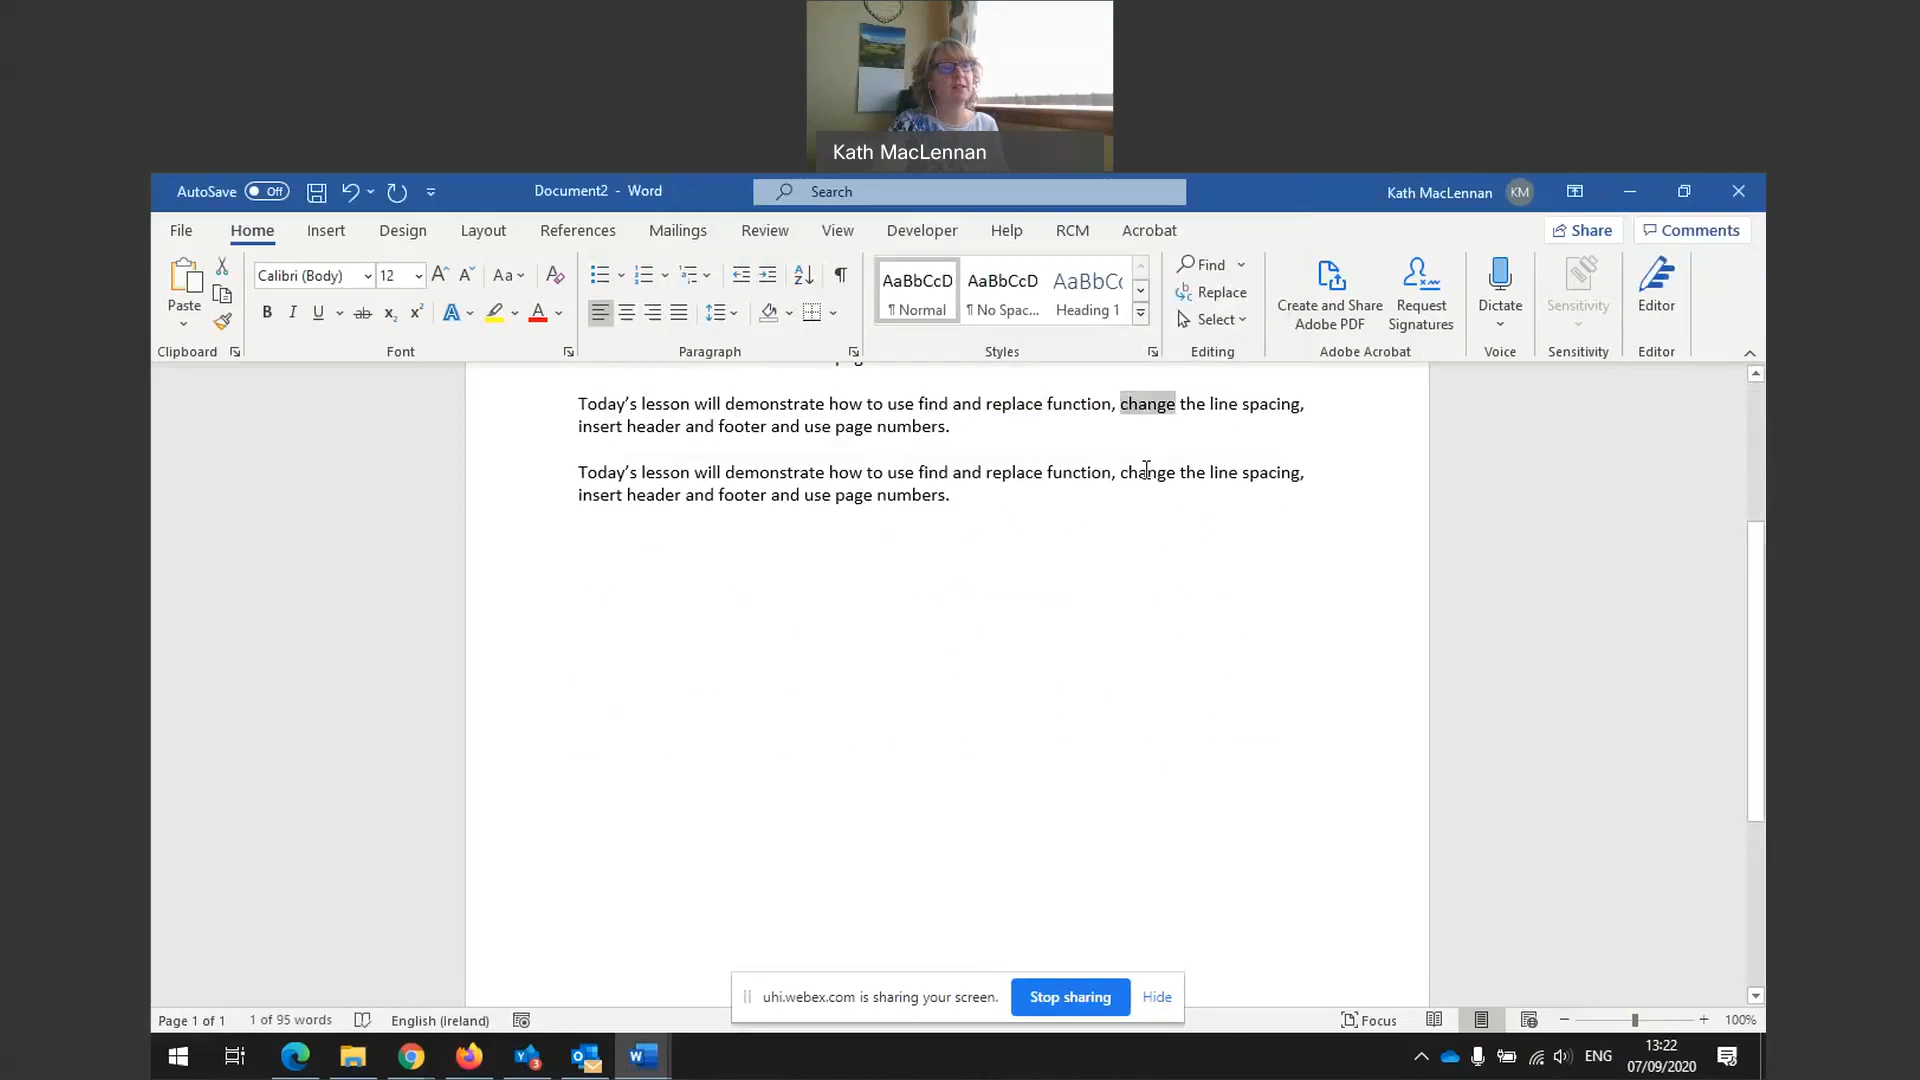 Kath MacLennan
AutoSave Off Document2 - Word Search Kath MacLennan KM
File Home Insert Design Layout References Mailings Review View Developer Help RCM Acrobat Share Comments
Paste Calibri (Body) 12 Aa AaBbCcD AaBbCcD AaBbCc Find
Replace
Select
¶ Normal ¶ No Spac... Heading 1
Create and Share Adobe PDF
Request Signatures
Dictate Sensitivity Editor
Clipboard Font Paragraph Styles Editing Adobe Acrobat Voice Sensitivity Editor
Today's lesson will demonstrate how to use find and replace function, change the line spacing,
insert header and footer and use page numbers.
Today's lesson will demonstrate how to use find and replace function, change the line spacing,
insert header and footer and use page numbers.
uhi.webex.com is sharing your screen. Stop sharing Hide
Page 1 of 1 1 of 95 words English (Ireland) Focus 100%
ENG 13:22
07/09/2020